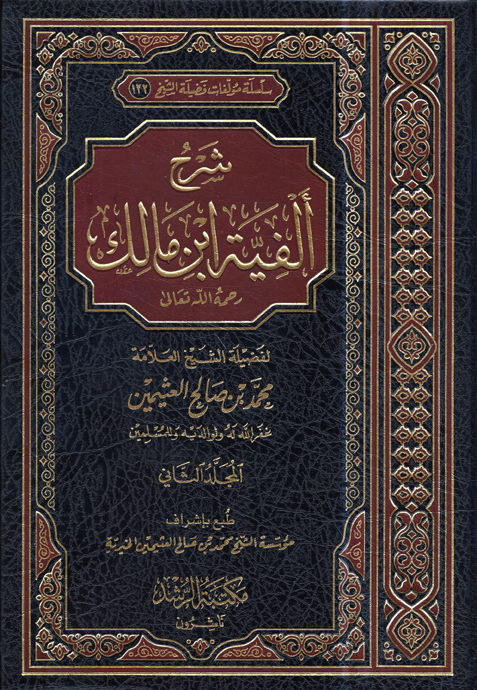 سلسلة مؤلفات فضيلة الشيخ ١٢٢
شرح
ألفية ابن مالك
رحمه الله تعالى
لفضيلة الشيخ العلامة
محمد بن صالح العثيمين
غفر الله له ولوالديه وللمسلمين
المجلد الثاني
طبع بإشراف
مؤسسة الشيخ محمد بن صالح العثيمين الخيرية
مكتبة الرشد
ناشرون